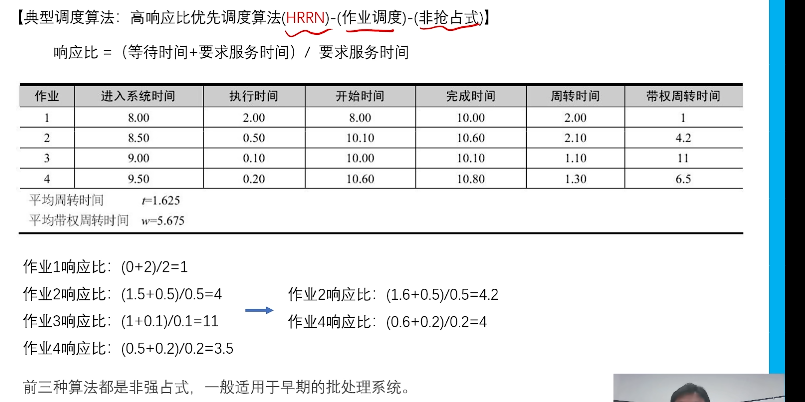 【典型调度算法：高响应比优先调度算法(HRRN)-(作业调度)-(非抢占式)】
响应比 =（等待时间+要求服务时间）/ 要求服务时间
作业 进入系统时间 执行时间 开始时间 完成时间 周转时间 带权周转时间
1 8.00 2.00 8.00 10.00 2.00 1
2 8.50 0.50 10.10 10.60 2.10 4.2
3 9.00 0.10 10.00 10.10 1.10 11
4 9.50 0.20 10.60 10.80 1.30 6.5
平均周转时间 t=1.625
平均带权周转时间 w=5.675
作业1响应比：(0+2)/2=1
作业2响应比：(1.5+0.5)/0.5=4
作业3响应比：(1+0.1)/0.1=11
作业4响应比：(0.5+0.2)/0.2=3.5
作业2响应比：(1.6+0.5)/0.5=4.2
作业4响应比：(0.6+0.2)/0.2=4
前三种算法都是非强占式，一般适用于早期的批处理系统。